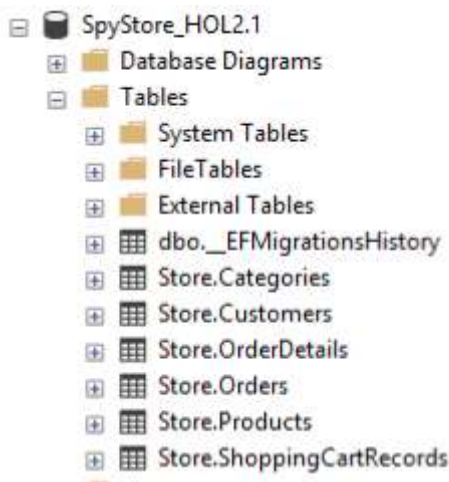 SpyStore_HOL2.1
Database Diagrams
Tables
System Tables
FileTables
External Tables
dbo.__EFMigrationsHistory
Store.Categories
Store.Customers
Store.OrderDetails
Store.Orders
Store.Products
Store.ShoppingCartRecords